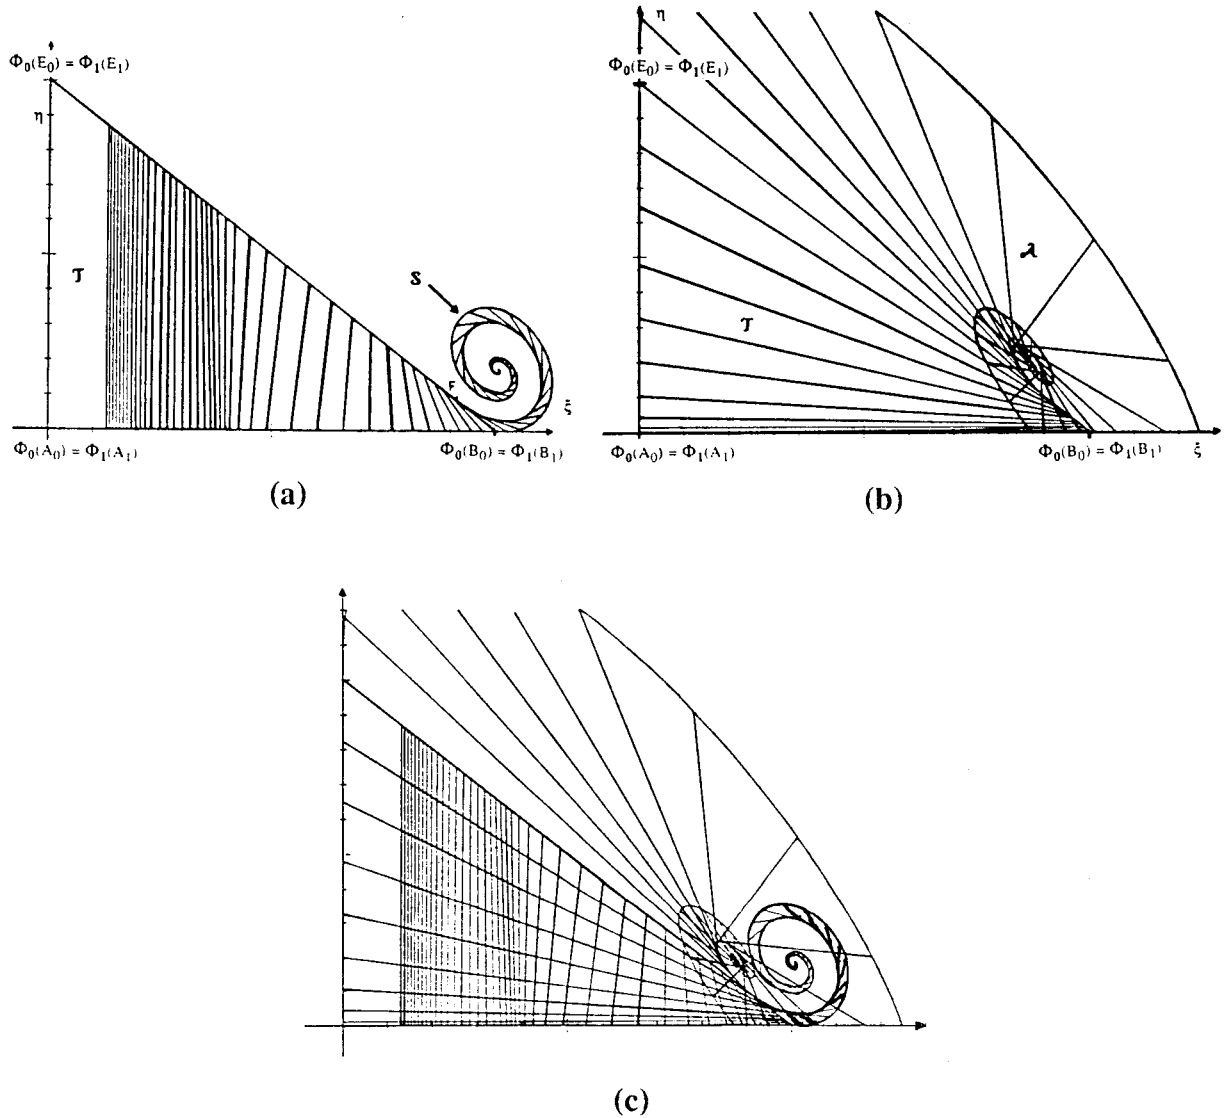 Φ₀(E₀) = Φ₁(E₁)
η
𝒯
𝒮
F
ξ
Φ₀(A₀) = Φ₁(A₁)
Φ₀(B₀) = Φ₁(B₁)
(a)
η
Φ₀(E₀) = Φ₁(E₁)
𝒜
𝒯
Φ₀(A₀) = Φ₁(A₁)
Φ₀(B₀) = Φ₁(B₁)
ξ
(b)
(c)